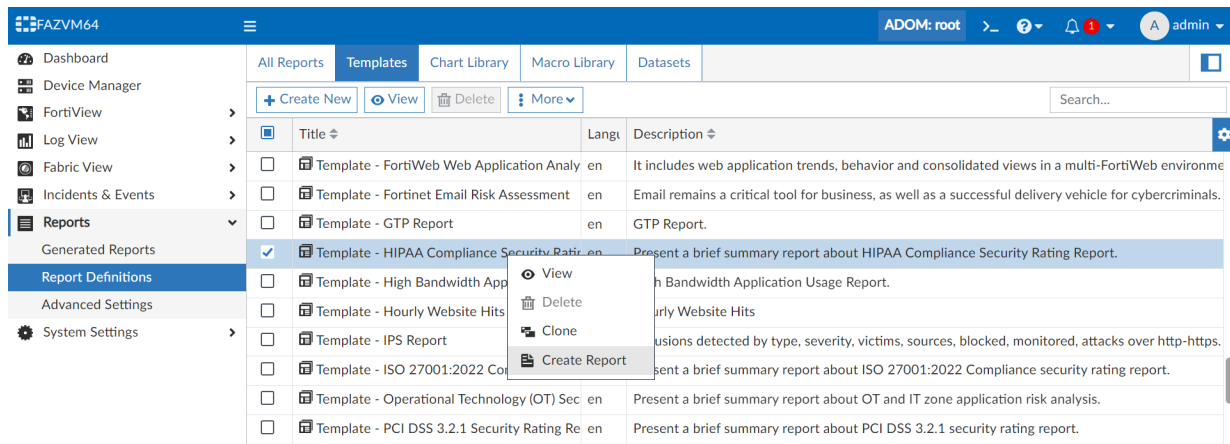 FAZVM64
ADOM: root
1
A
admin
Dashboard
Device Manager
FortiView
Log View
Fabric View
Incidents & Events
Reports
Generated Reports
Report Definitions
Advanced Settings
System Settings
All Reports
Templates
Chart Library
Macro Library
Datasets
Create New
View
Delete
More
Search...
Title
Langu
Description
Template - FortiWeb Web Application Analy en It includes web application trends, behavior and consolidated views in a multi-FortiWeb environme
Template - Fortinet Email Risk Assessment en Email remains a critical tool for business, as well as a successful delivery vehicle for cybercriminals.
Template - GTP Report en GTP Report.
Template - HIPAA Compliance Security Ratin en Present a brief summary report about HIPAA Compliance Security Rating Report.
Template - High Bandwidth App h Bandwidth Application Usage Report.
Template - Hourly Website Hits urly Website Hits
Template - IPS Report usions detected by type, severity, victims, sources, blocked, monitored, attacks over http-https.
Template - ISO 27001:2022 Co sent a brief summary report about ISO 27001:2022 Compliance security rating report.
Template - Operational Technology (OT) Sec en Present a brief summary report about OT and IT zone application risk analysis.
Template - PCI DSS 3.2.1 Security Rating Re en Present a brief summary report about PCI DSS 3.2.1 security rating report.
View
Delete
Clone
Create Report